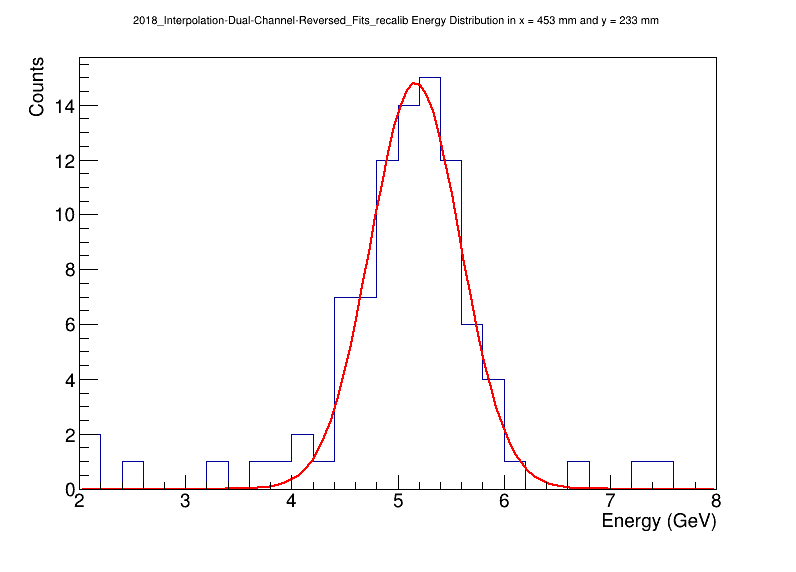 2018_Interpolation-Dual-Channel-Reversed_Fits_recalib Energy Distribution in x = 453 mm and y = 233 mm
Counts
14
12
10
8
6
4
2
0
2 3 4 5 6 7 8
Energy (GeV)